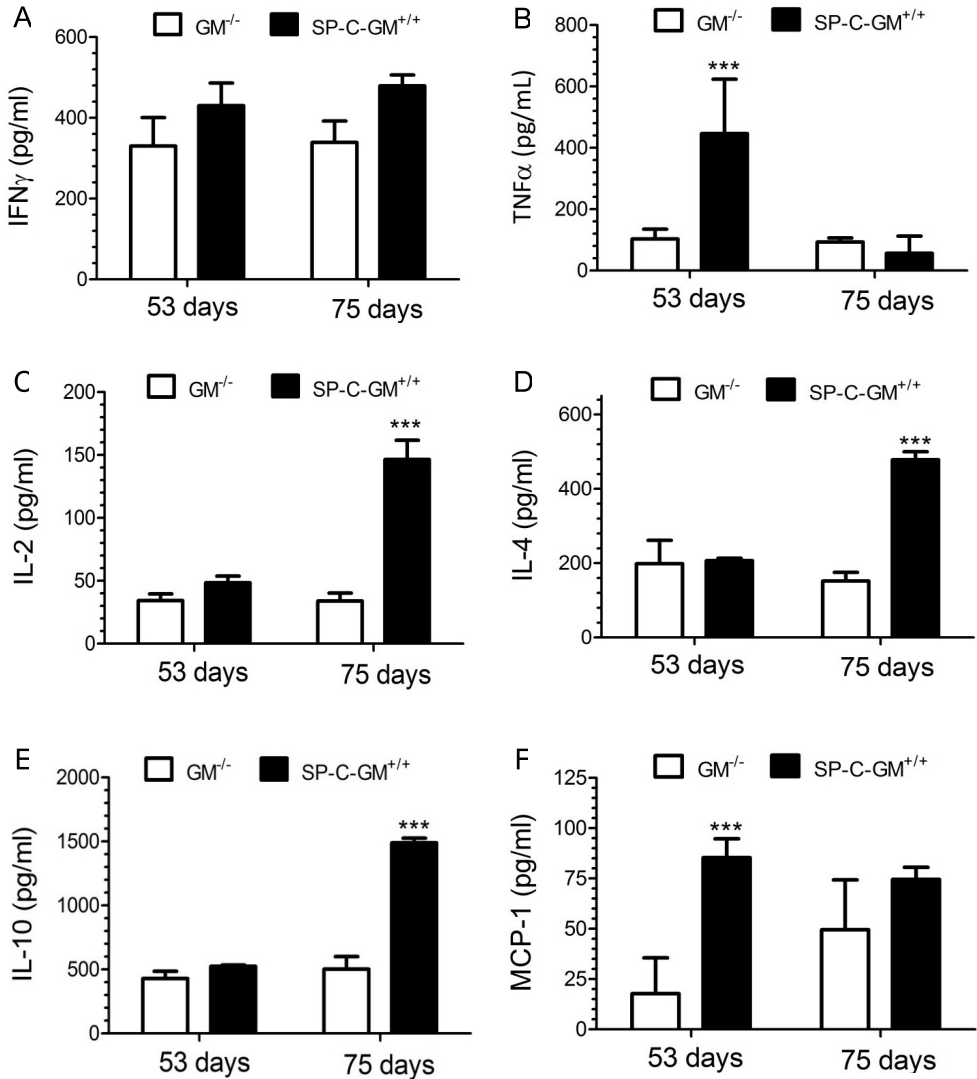 A
GM-/- SP-C-GM+/+
600
400
200
0
IFNγ (pg/ml)
53 days 75 days
B
GM-/- SP-C-GM+/+
800
600
400
200
0
TNFα (pg/mL)
***
53 days 75 days
C
GM-/- SP-C-GM+/+
200
150
100
50
0
IL-2 (pg/ml)
***
53 days 75 days
D
GM-/- SP-C-GM+/+
600
400
200
0
IL-4 (pg/ml)
***
53 days 75 days
E
GM-/- SP-C-GM+/+
2000
1500
1000
500
0
IL-10 (pg/ml)
***
53 days 75 days
F
GM-/- SP-C-GM+/+
125
100
75
50
25
0
MCP-1 (pg/ml)
***
53 days 75 days